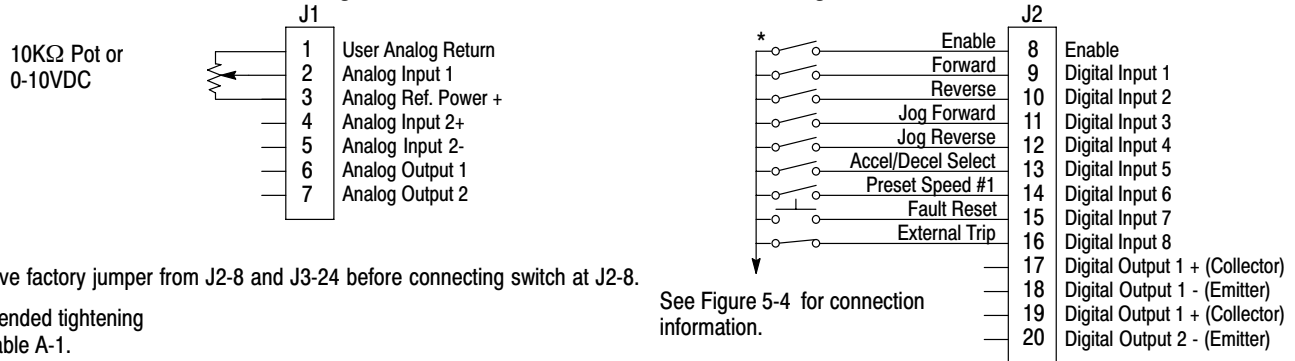 J1
10KΩ Pot or
0-10VDC
1 User Analog Return
2 Analog Input 1
3 Analog Ref. Power +
4 Analog Input 2+
5 Analog Input 2-
6 Analog Output 1
7 Analog Output 2
ve factory jumper from J2-8 and J3-24 before connecting switch at J2-8.
ended tightening
able A-1.
J2
*
Enable 8 Enable
Forward 9 Digital Input 1
Reverse 10 Digital Input 2
Jog Forward 11 Digital Input 3
Jog Reverse 12 Digital Input 4
Accel/Decel Select 13 Digital Input 5
Preset Speed #1 14 Digital Input 6
Fault Reset 15 Digital Input 7
External Trip 16 Digital Input 8
17 Digital Output 1 + (Collector)
18 Digital Output 1 - (Emitter)
19 Digital Output 1 + (Collector)
20 Digital Output 2 - (Emitter)
See Figure 5-4 for connection
information.